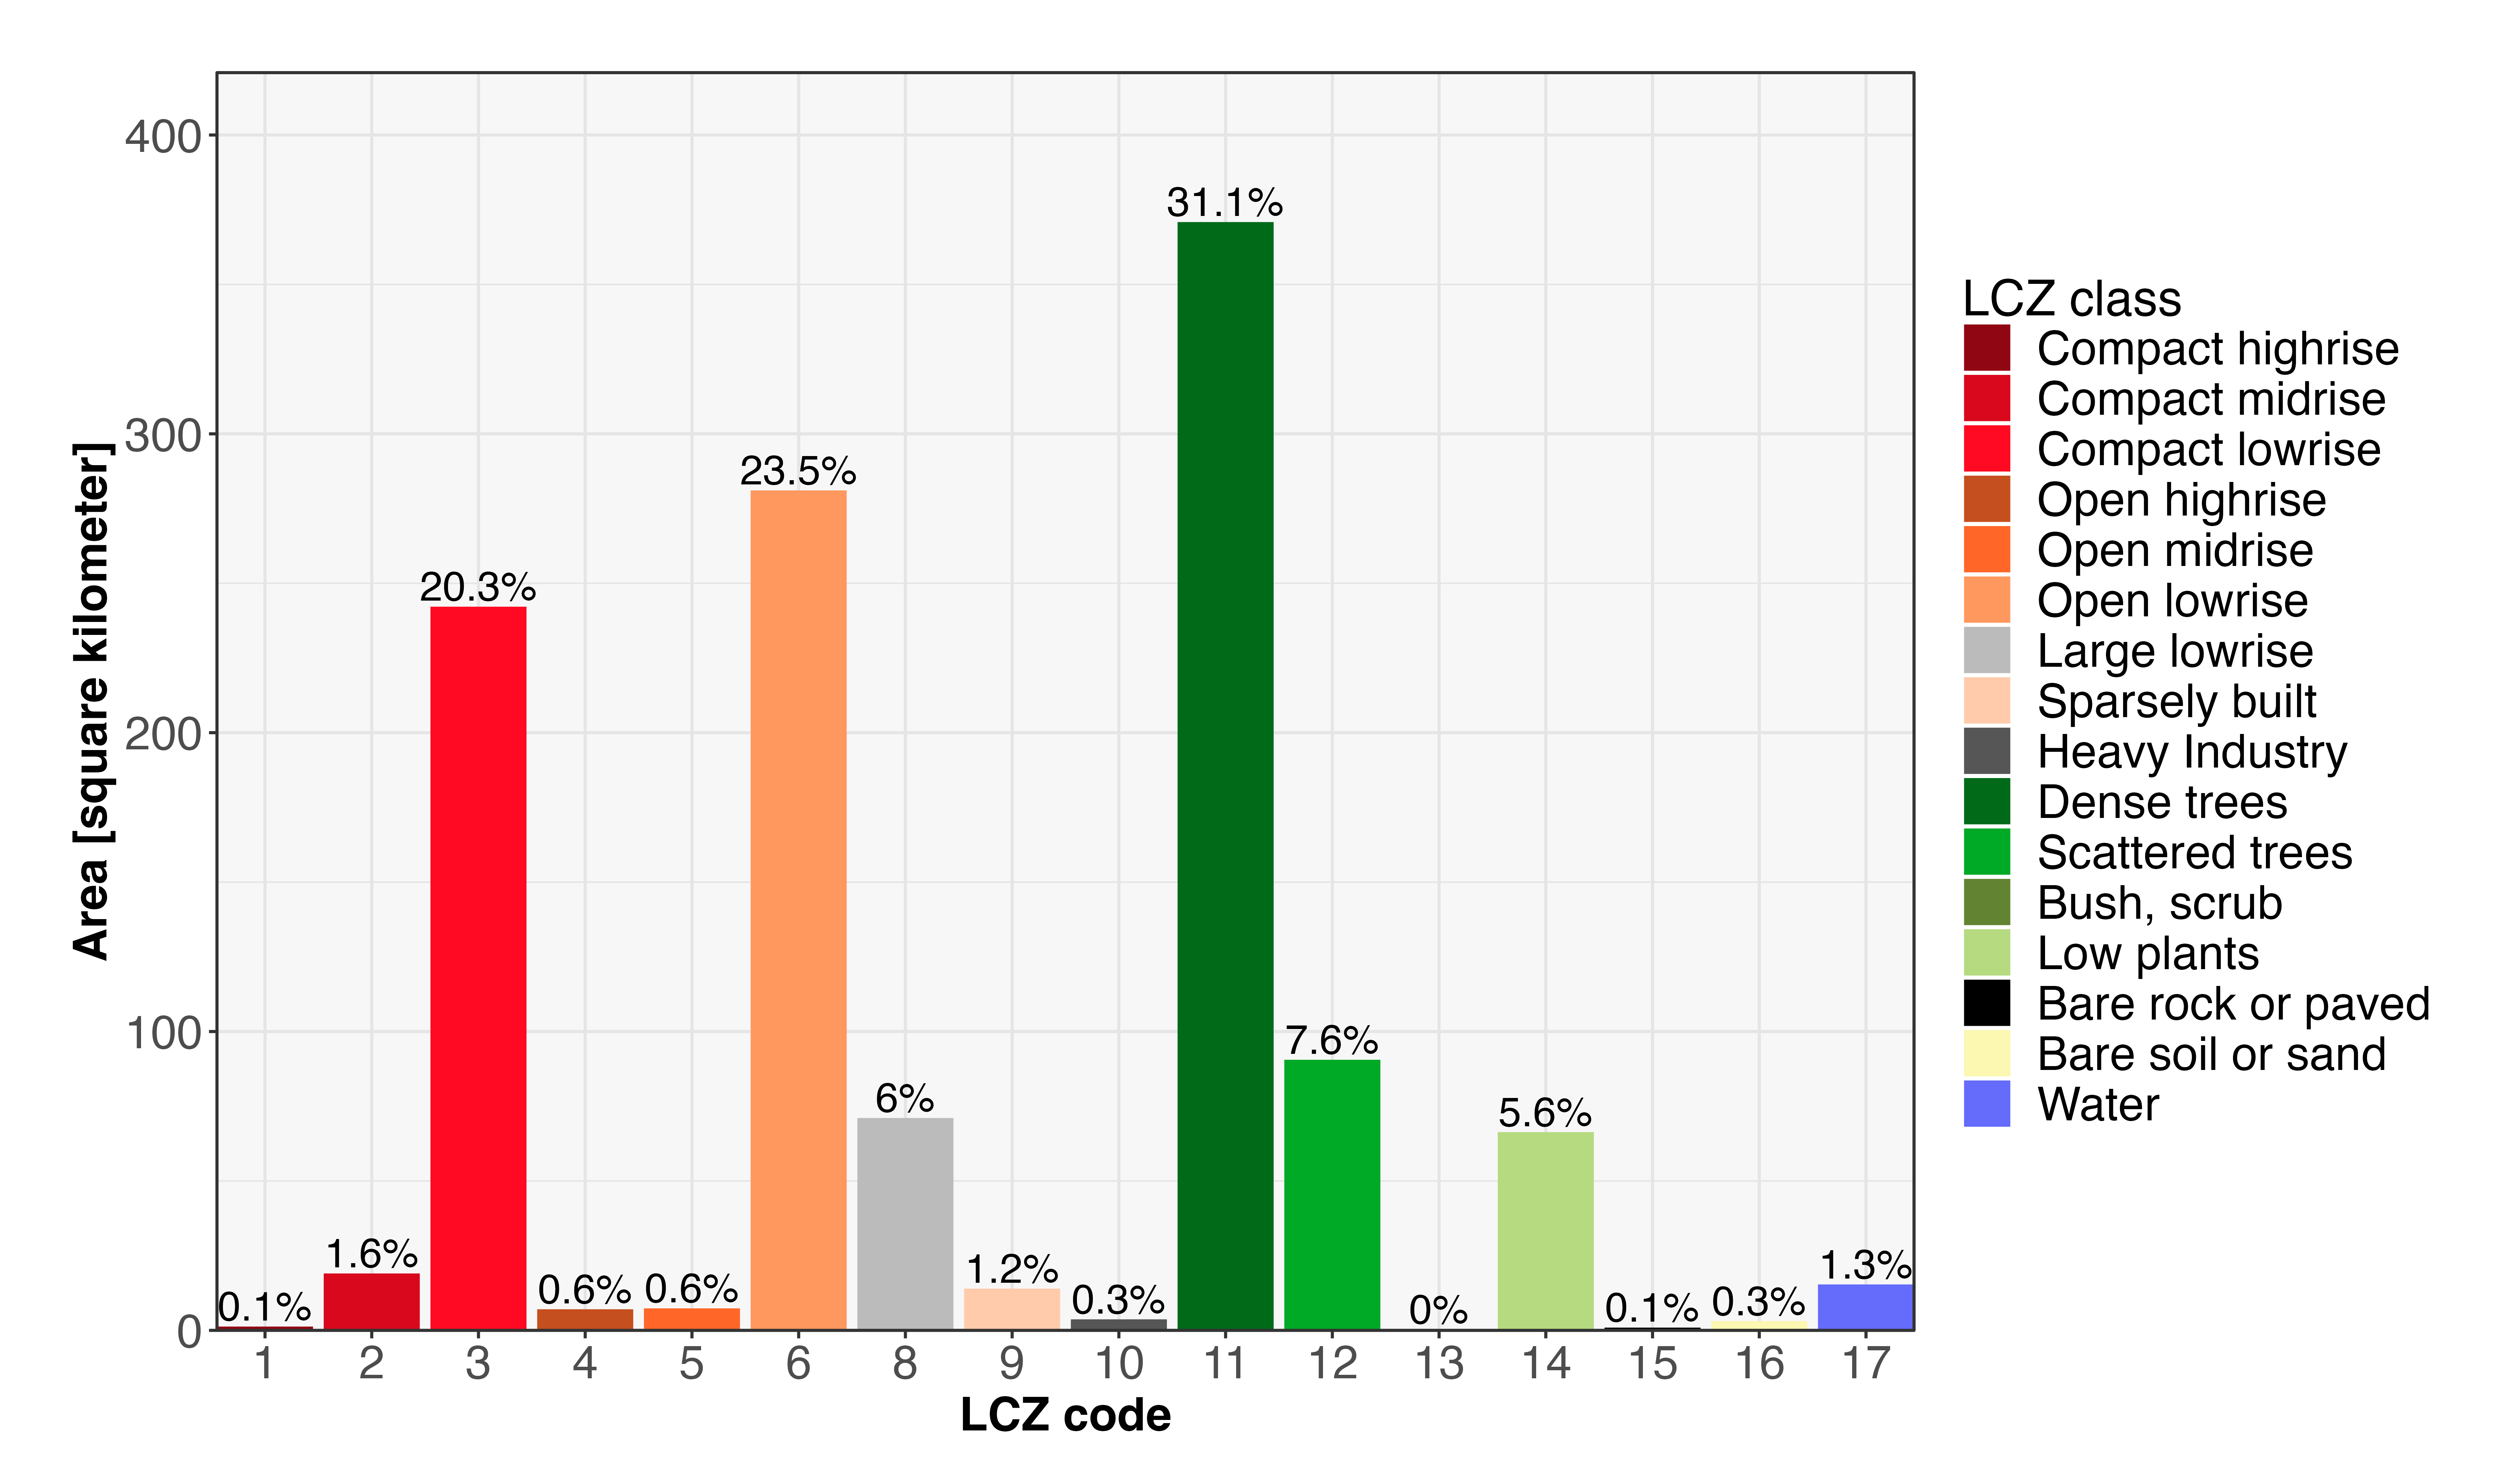 400
300
200
100
0
Area [square kilometer]
0.1%
1.6%
20.3%
0.6%
0.6%
23.5%
6%
1.2%
0.3%
31.1%
7.6%
0%
5.6%
0.1%
0.3%
1.3%
1 2 3 4 5 6 8 9 10 11 12 13 14 15 16 17
LCZ code
LCZ class
Compact highrise
Compact midrise
Compact lowrise
Open highrise
Open midrise
Open lowrise
Large lowrise
Sparsely built
Heavy Industry
Dense trees
Scattered trees
Bush, scrub
Low plants
Bare rock or paved
Bare soil or sand
Water